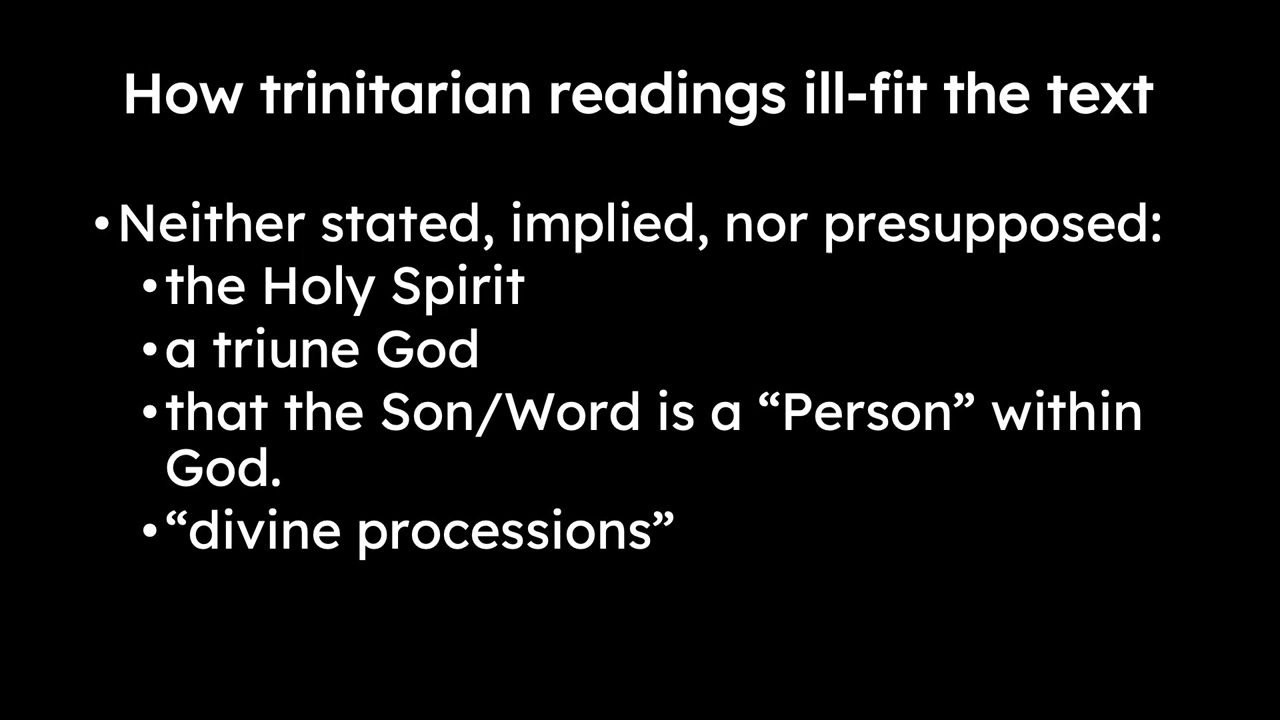 How trinitarian readings ill-fit the text
•Neither stated, implied, nor presupposed:
•the Holy Spirit
•a triune God
•that the Son/Word is a “Person” within
God.
•“divine processions”